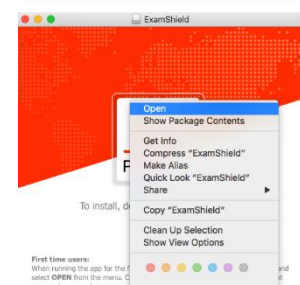 ExamShield
Open
Show Package Contents
Get Info
Compress "ExamShield"
Make Alias
Quick Look "ExamShield"
Share
P
To install, d
Copy "ExamShield"
Clean Up Selection
Show View Options
First time users:
When running the app for the f and
select OPEN from the menu. C t